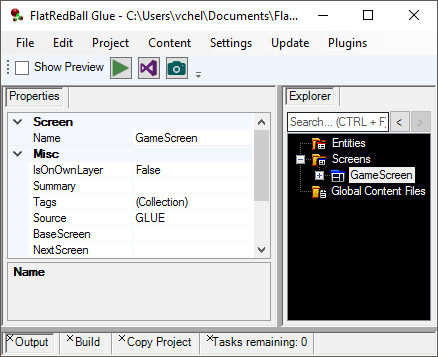 FlatRedBall Glue - C:\Users\vchel\Documents\Fla
File Edit Project Content Settings Update Plugins
Show Preview
Properties
Screen
Name GameScreen
Misc
IsOnOwnLayer False
Summary
Tags (Collection)
Source GLUE
BaseScreen
NextScreen
Name
Explorer
Search... (CTRL + F, < >
Entities
Screens
GameScreen
Global Content Files
Output Build Copy Project Tasks remaining: 0